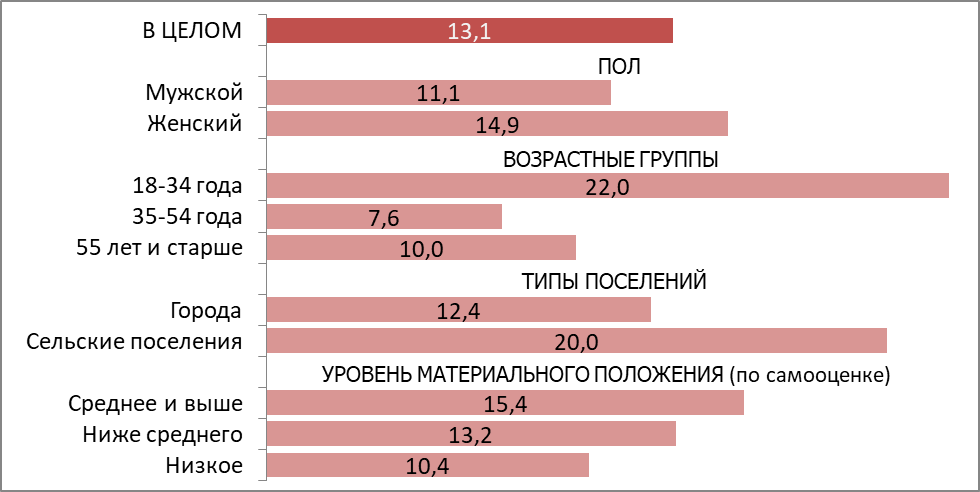 В ЦЕЛОМ 13,1
ПОЛ
Мужской 11,1
Женский 14,9
ВОЗРАСТНЫЕ ГРУППЫ
18-34 года 22,0
35-54 года 7,6
55 лет и старше 10,0
ТИПЫ ПОСЕЛЕНИЙ
Города 12,4
Сельские поселения 20,0
УРОВЕНЬ МАТЕРИАЛЬНОГО ПОЛОЖЕНИЯ (по самооценке)
Среднее и выше 15,4
Ниже среднего 13,2
Низкое 10,4